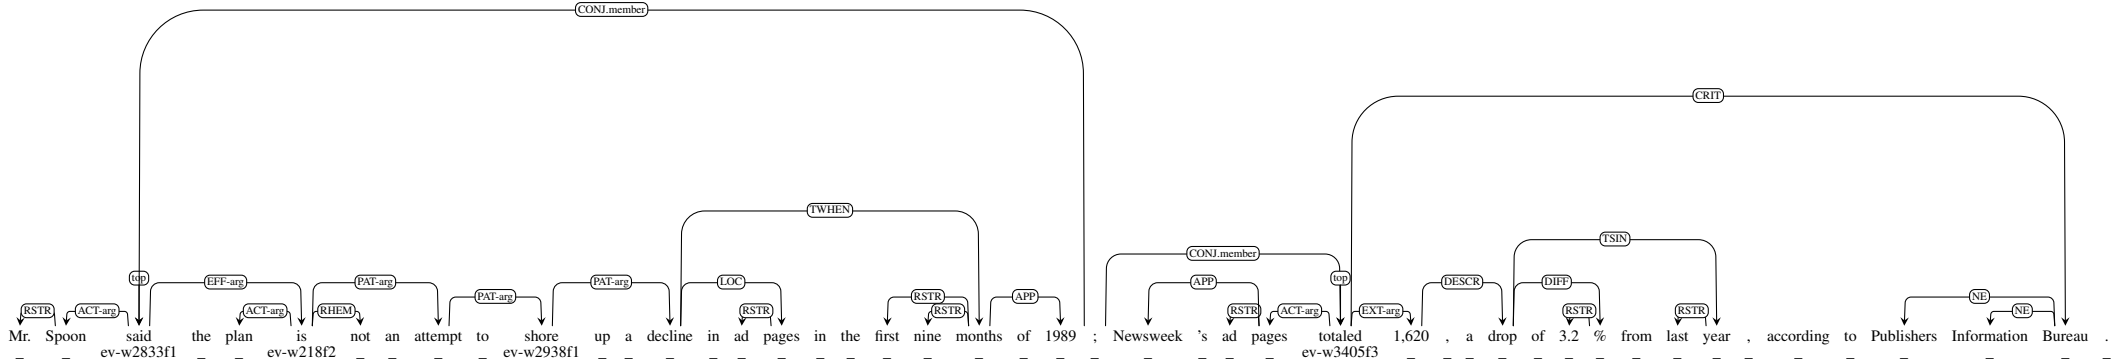 CONJ.member
CRIT
TWHEN
TSIN
CONJ.member
top EFF-arg PAT-arg PAT-arg LOC APP top DESCR DIFF
PAT-arg RSTR NE
RSTR ACT-arg ACT-arg RHEM RSTR RSTR APP RSTR ACT-arg EXT-arg RSTR RSTR NE
Mr. Spoon said the plan is not an attempt to shore up a decline in ad pages in the first nine months of 1989 ; Newsweek 's ad pages totaled 1,620 , a drop of 3.2 % from last year , according to Publishers Information Bureau .
_ _ ev-w2833f1 _ _ ev-w218f2 _ _ _ _ ev-w2938f1 _ _ _ _ _ _ _ _ _ _ _ _ _ _ _ _ _ _ ev-w3405f3 _ _ _ _ _ _ _ _ _ _ _ _ _ _ _ _ _